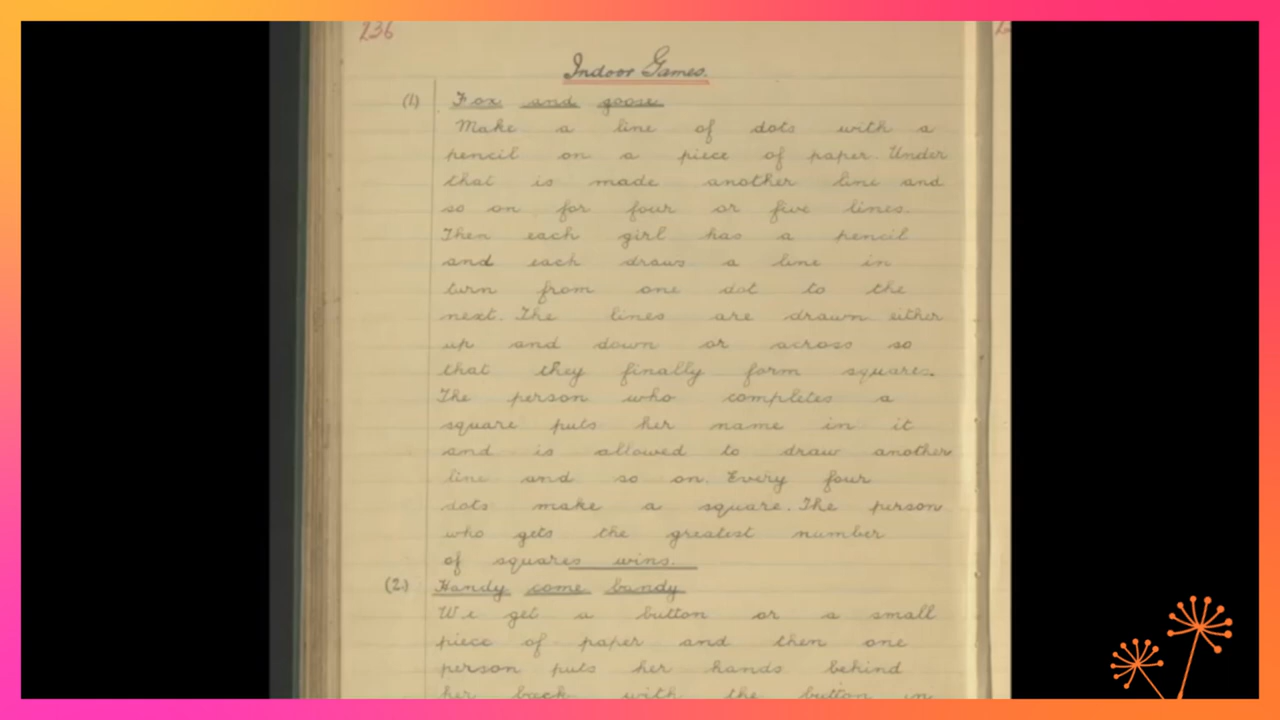 236
Indoor Games.
(1) Fox and goose
Make a line of dots with a
pencil on a piece of paper. Under
that is made another line and
so on for four or five lines.
Then each girl has a pencil
and each draws a line in
turn from one dot to the
next. The lines are drawn either
up and down or across so
that they finally form squares.
The person who completes a
square puts her name in it
and is allowed to draw another
line and so on. Every four
dots make a square. The person
who gets the greatest number
of squares wins.
(2.) Handy come bandy
We get a button or a small
piece of paper and then one
person puts her hands behind
her back with the button in